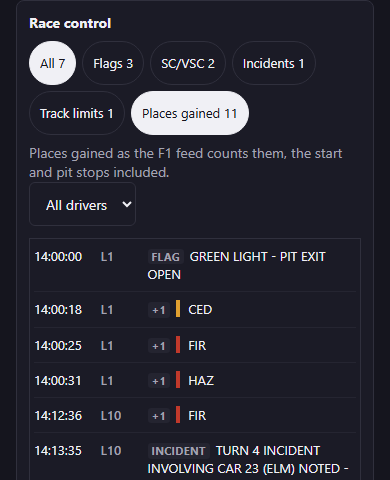 Race control
All 7
Flags 3
SC/VSC 2
Incidents 1
Track limits 1
Places gained 11
Places gained as the F1 feed counts them, the start
and pit stops included.
All drivers
14:00:00 L1 FLAG GREEN LIGHT - PIT EXIT
OPEN
14:00:18 L1 +1 CED
14:00:25 L1 +1 FIR
14:00:31 L1 +1 HAZ
14:12:36 L10 +1 FIR
14:13:35 L10 INCIDENT TURN 4 INCIDENT
INVOLVING CAR 23 (ELM) NOTED -